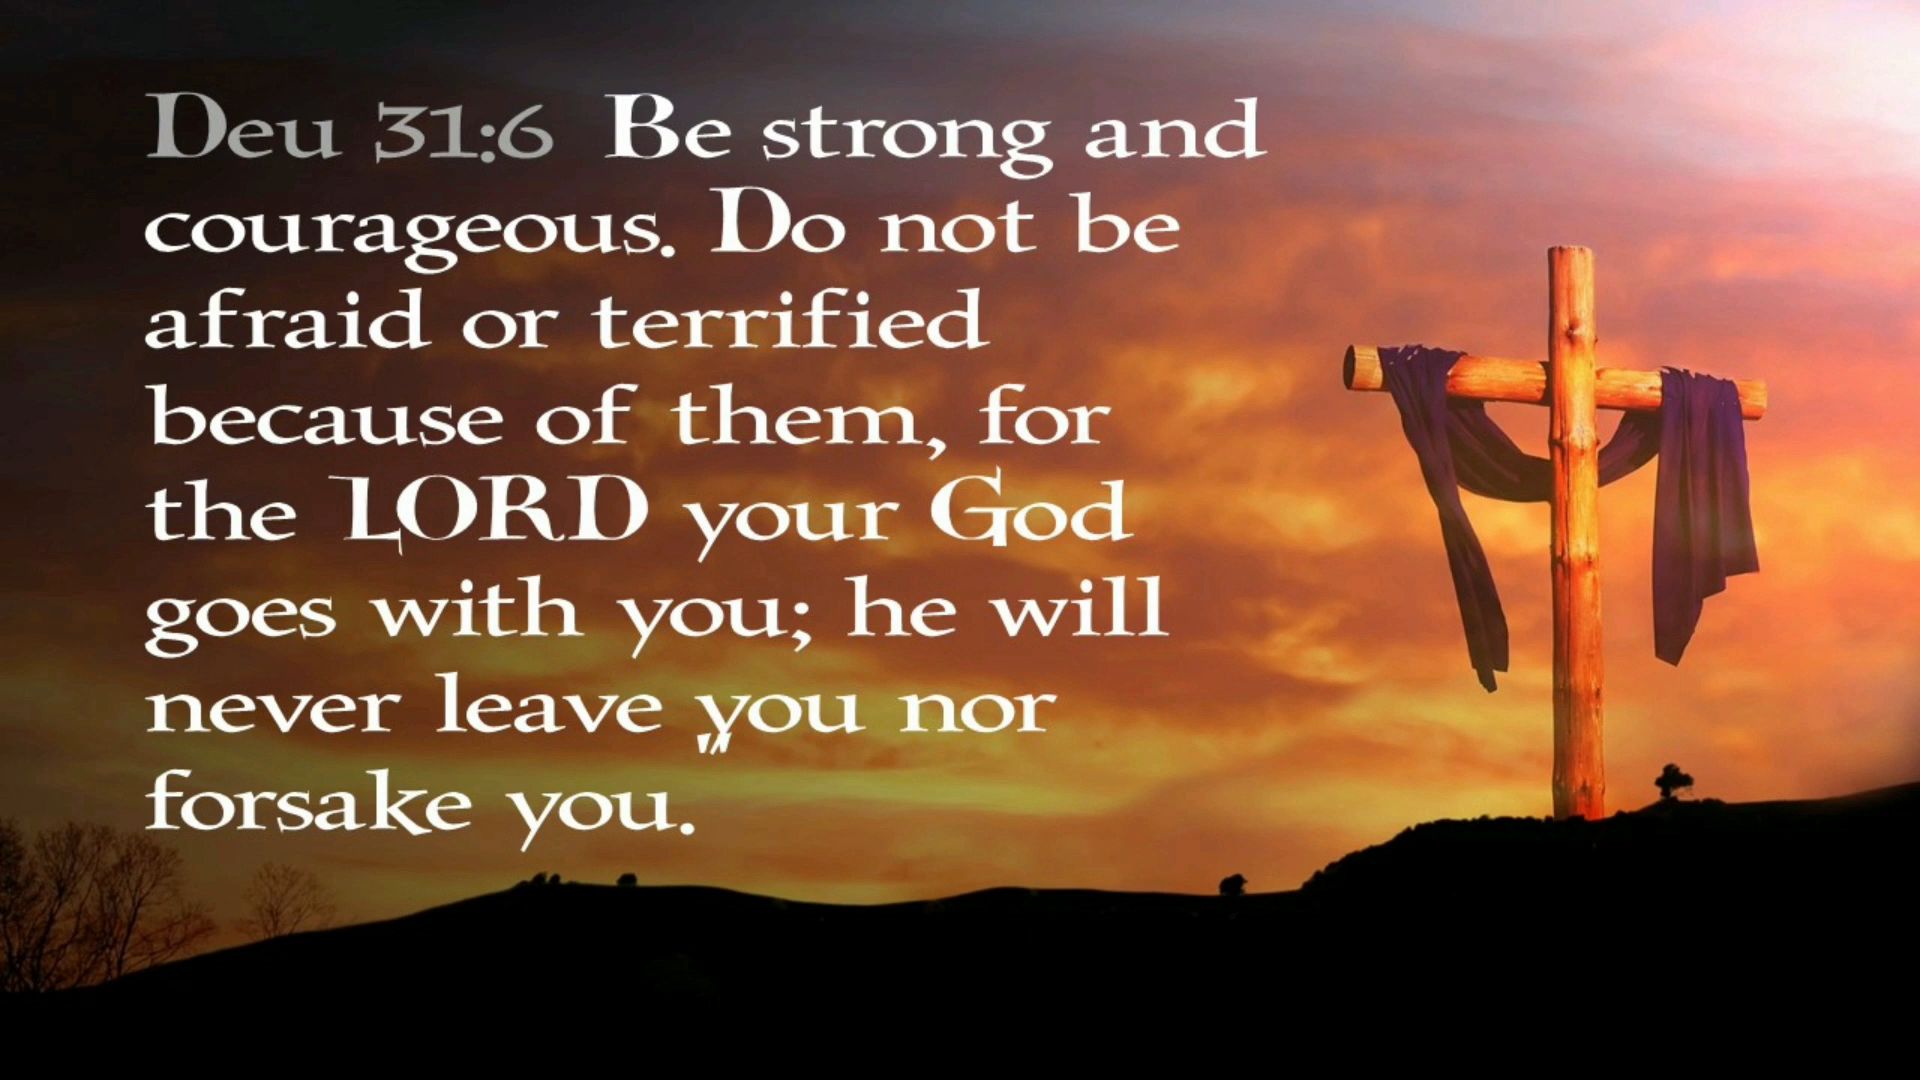 Deu 31:6 Be strong and
courageous. Do not be
afraid or terrified
because of them, for
the LORD your God
goes with you; he will
never leave you nor
forsake you."